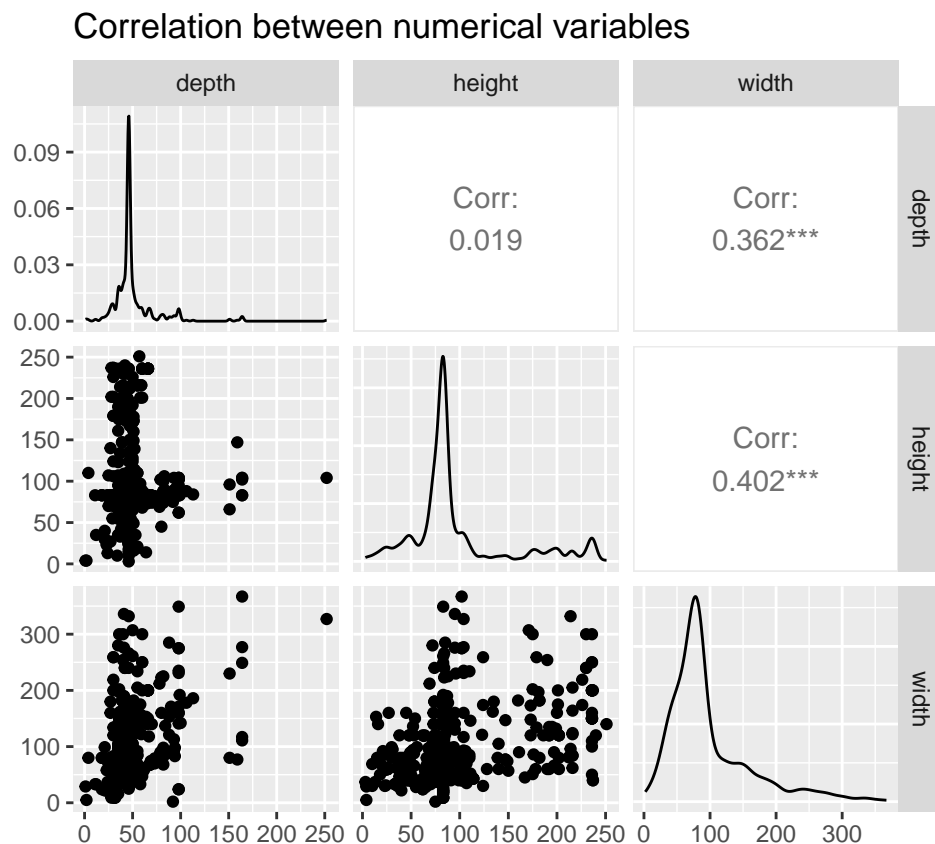 Correlation between numerical variables
depth
height
width
0.09
0.06
0.03
0.00
Corr:
0.019
Corr:
0.362***
depth
250
200
150
100
50
0
Corr:
0.402***
height
300
200
100
0
width
0 50 100 150 200 250
0 50 100 150 200 250
0 100 200 300